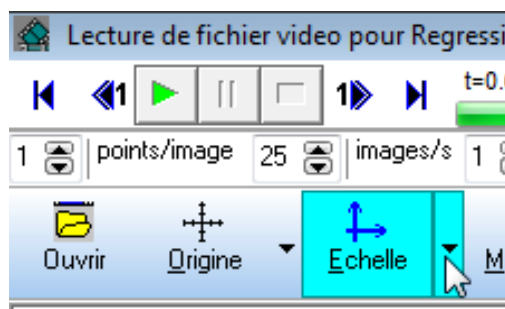 Lecture de fichier video pour Regressi
1 1 t=0.
1 points/image 25 images/s 1
Ouvrir Origine Echelle M